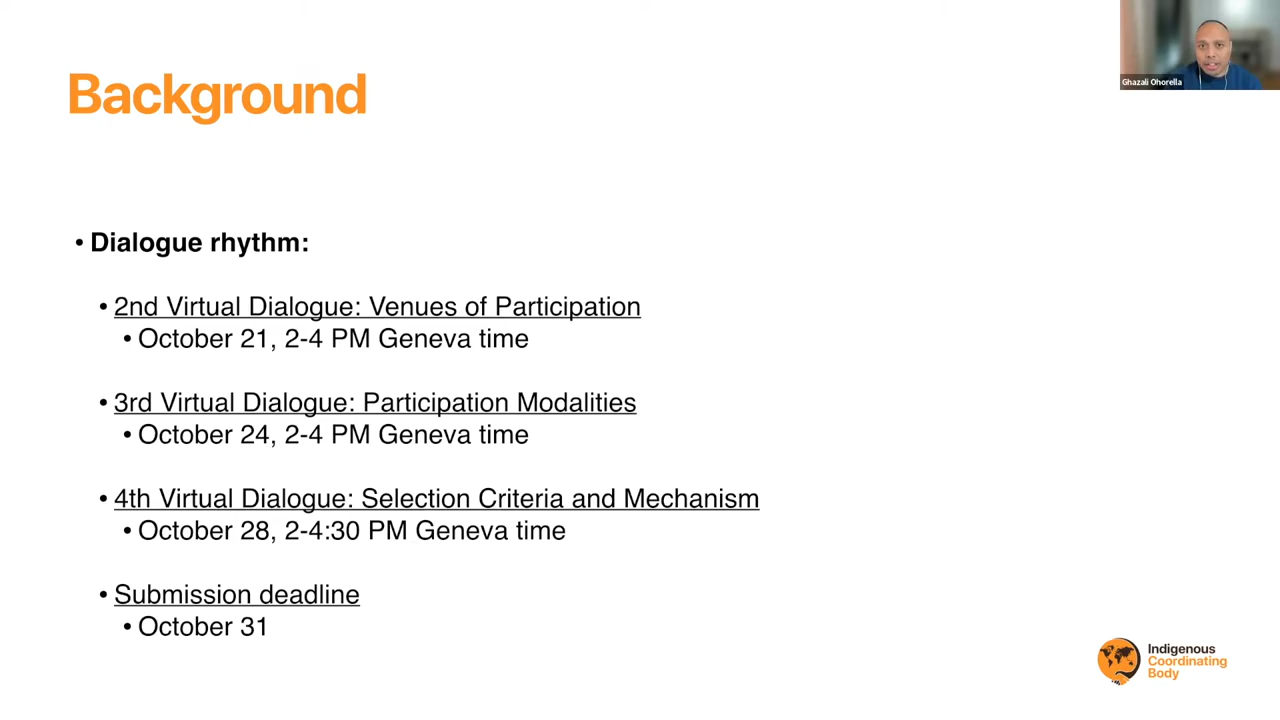 Background
Ghazali Ohorella
• Dialogue rhythm:
• 2nd Virtual Dialogue: Venues of Participation
• October 21, 2-4 PM Geneva time
• 3rd Virtual Dialogue: Participation Modalities
• October 24, 2-4 PM Geneva time
• 4th Virtual Dialogue: Selection Criteria and Mechanism
• October 28, 2-4:30 PM Geneva time
• Submission deadline
• October 31
Indigenous
Coordinating
Body